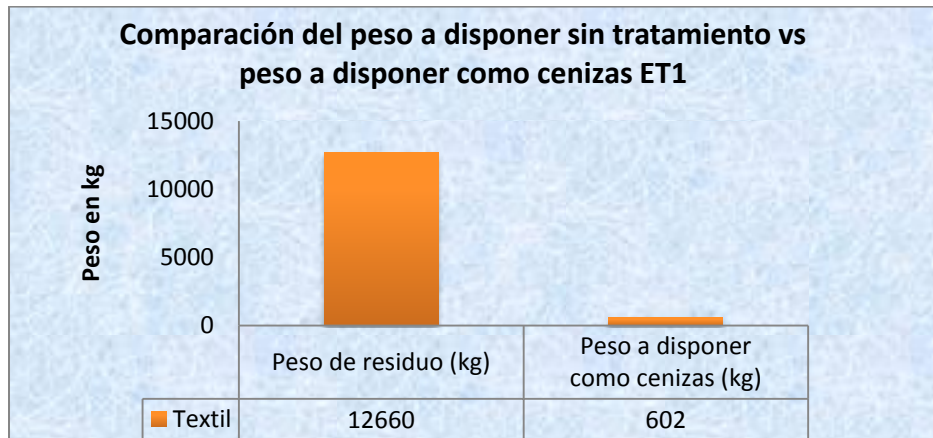 Comparación del peso a disponer sin tratamiento vs
peso a disponer como cenizas ET1
Peso en kg
15000
10000
5000
0
Peso de residuo (kg)
Peso a disponer
como cenizas (kg)
Textil 12660 602